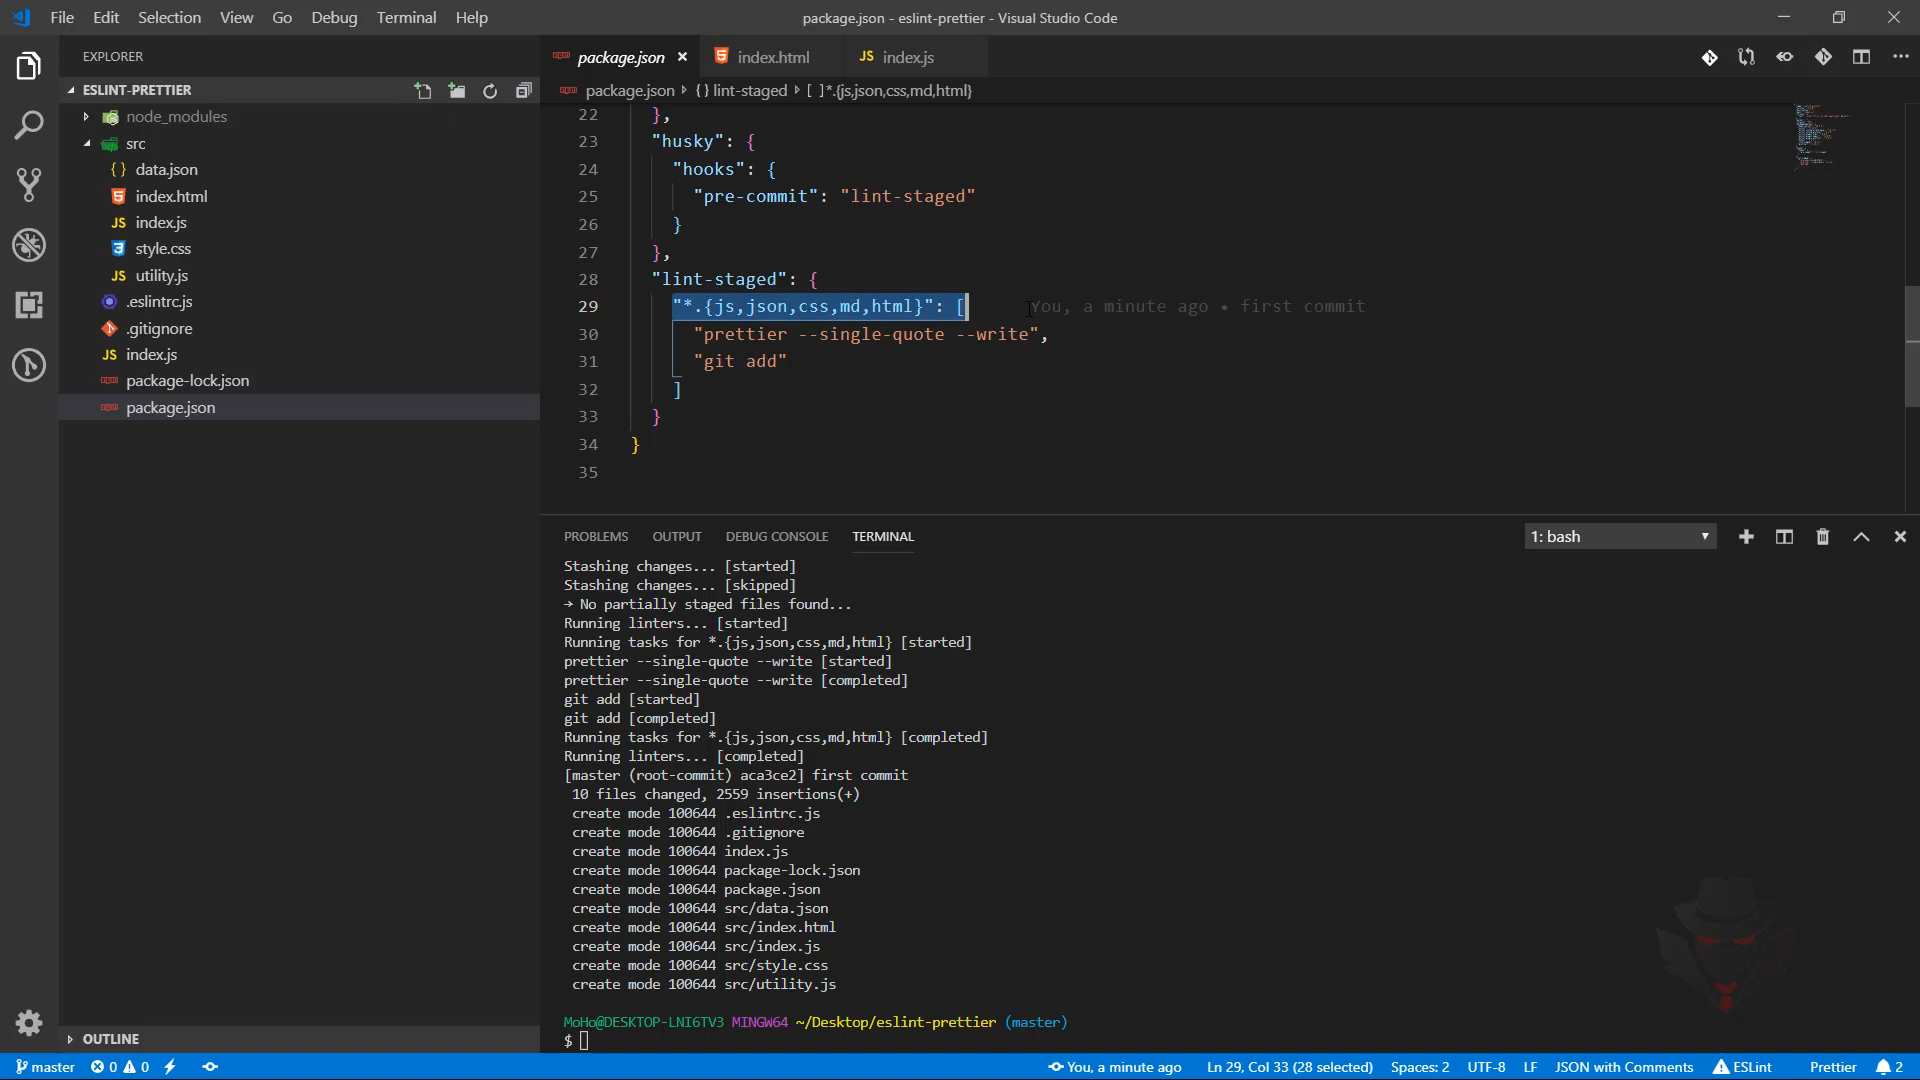 File Edit Selection View Go Debug Terminal Help
package.json - eslint-prettier - Visual Studio Code
EXPLORER
ESLINT-PRETTIER
node_modules
src
{ } data.json
index.html
JS index.js
style.css
JS utility.js
.eslintrc.js
.gitignore
JS index.js
package-lock.json
package.json
OUTLINE
package.json index.html JS index.js
package.json { } lint-staged [ ] *.{js,json,css,md,html}
22 },
23 "husky": {
24 "hooks": {
25 "pre-commit": "lint-staged"
26 }
27 },
28 "lint-staged": {
29 "*.{js,json,css,md,html}": [ You, a minute ago • first commit
30 "prettier --single-quote --write",
31 "git add"
32 ]
33 }
34 }
35
PROBLEMS OUTPUT DEBUG CONSOLE TERMINAL 1: bash
Stashing changes... [started]
Stashing changes... [skipped]
→ No partially staged files found...
Running linters... [started]
Running tasks for *.{js,json,css,md,html} [started]
prettier --single-quote --write [started]
prettier --single-quote --write [completed]
git add [started]
git add [completed]
Running tasks for *.{js,json,css,md,html} [completed]
Running linters... [completed]
[master (root-commit) aca3ce2] first commit
10 files changed, 2559 insertions(+)
create mode 100644 .eslintrc.js
create mode 100644 .gitignore
create mode 100644 index.js
create mode 100644 package-lock.json
create mode 100644 package.json
create mode 100644 src/data.json
create mode 100644 src/index.html
create mode 100644 src/index.js
create mode 100644 src/style.css
create mode 100644 src/utility.js
MoHo@DESKTOP-LNI6TV3 MINGW64 ~/Desktop/eslint-prettier (master)
$
master 0 0 You, a minute ago Ln 29, Col 33 (28 selected) Spaces: 2 UTF-8 LF JSON with Comments ESLint Prettier 2